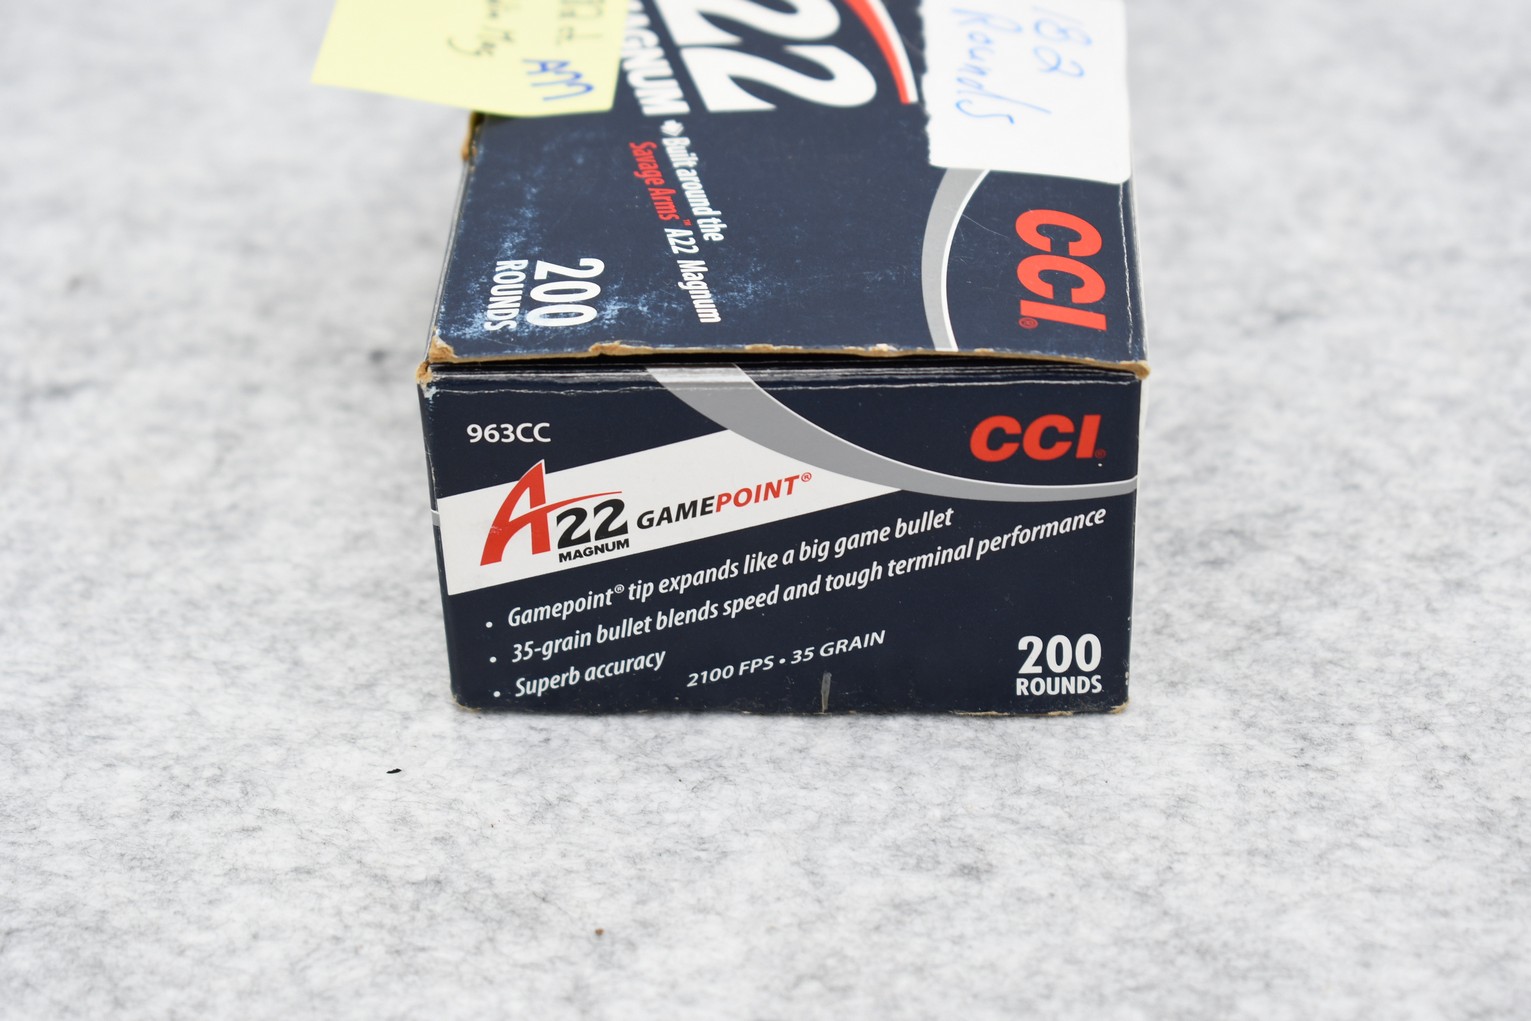 AM
182
Rounds
22
MAGNUM
Built around the
Savage Arms™ A22 Magnum
200
ROUNDS
CCI®
963CC
CCI®
A22
MAGNUM
GAMEPOINT®
• Gamepoint® tip expands like a big game bullet
• 35-grain bullet blends speed and tough terminal performance
• Superb accuracy
2100 FPS • 35 GRAIN
200
ROUNDS